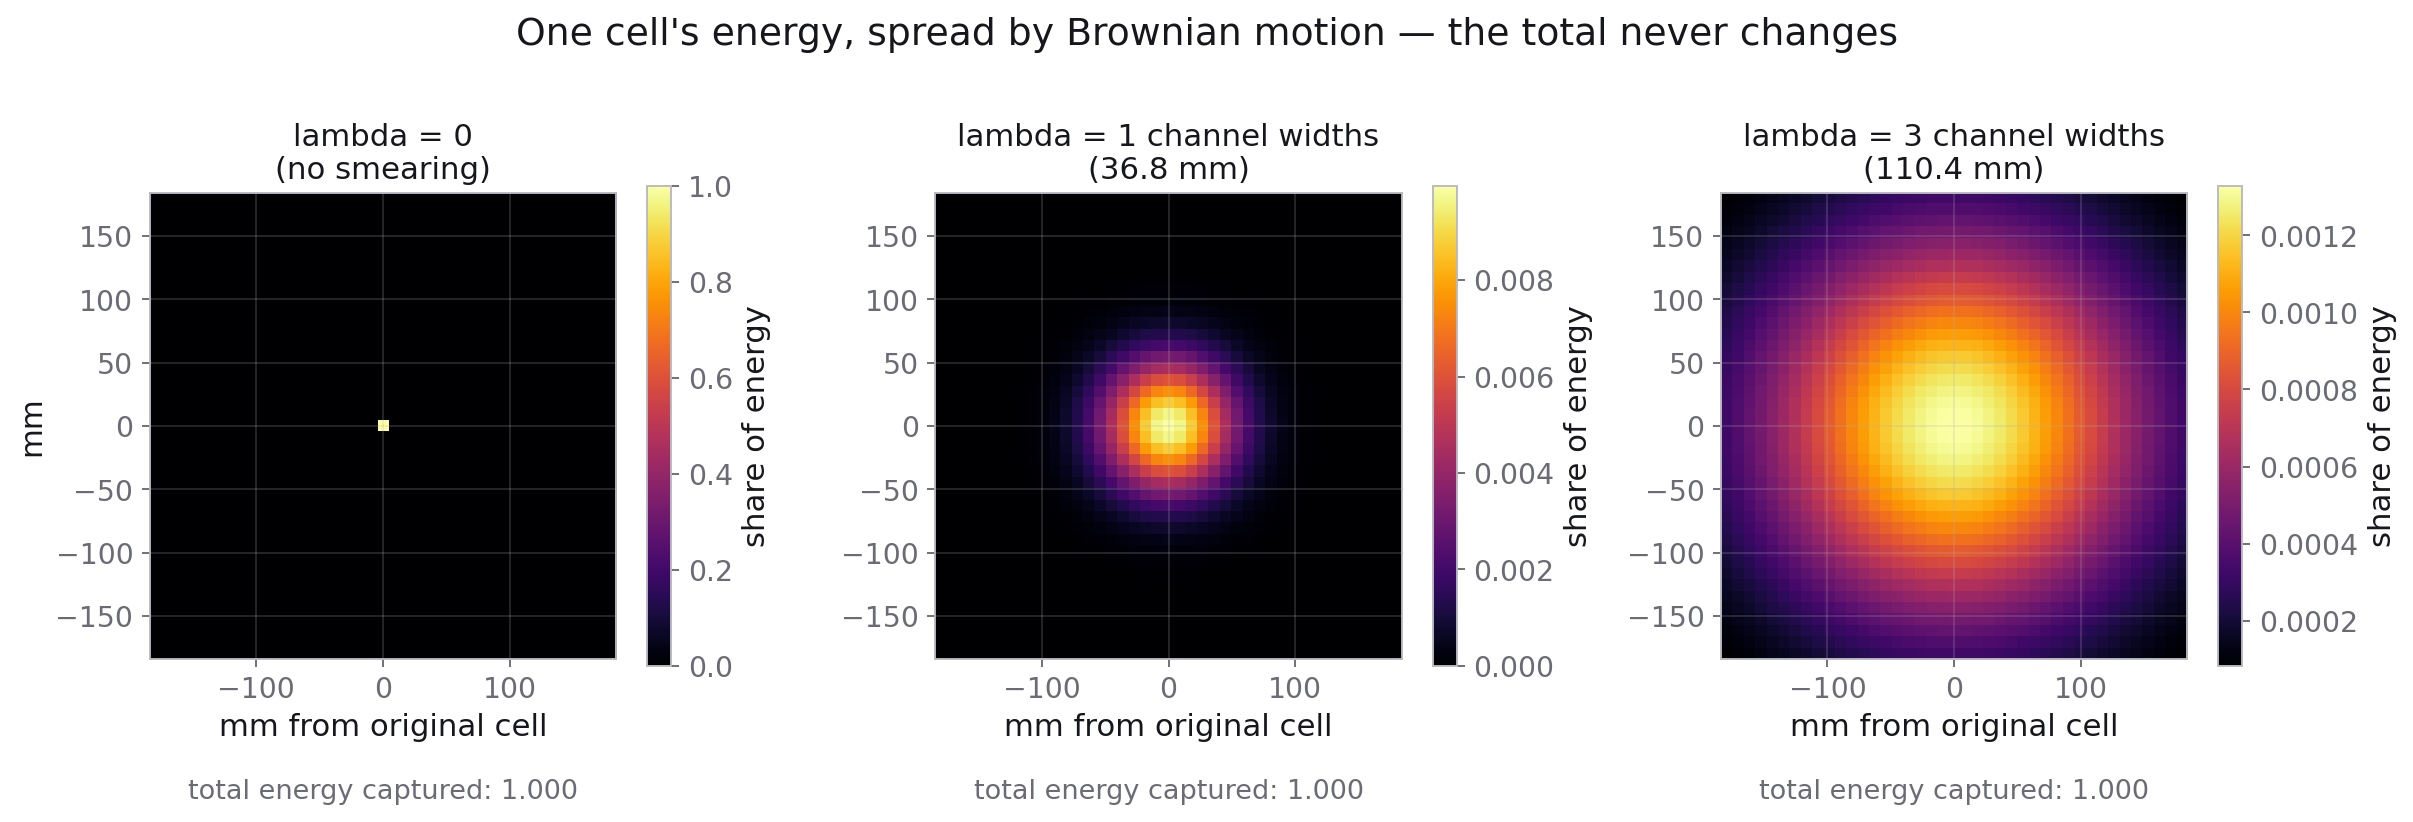 One cell's energy, spread by Brownian motion — the total never changes
lambda = 0
(no smearing)
150
100
50
0
−50
−100
−150
mm
−100
0
100
mm from original cell
1.0
0.8
0.6
0.4
0.2
0.0
share of energy
total energy captured: 1.000
lambda = 1 channel widths
(36.8 mm)
150
100
50
0
−50
−100
−150
−100
0
100
mm from original cell
0.008
0.006
0.004
0.002
0.000
share of energy
total energy captured: 1.000
lambda = 3 channel widths
(110.4 mm)
150
100
50
0
−50
−100
−150
−100
0
100
mm from original cell
0.0012
0.0010
0.0008
0.0006
0.0004
0.0002
share of energy
total energy captured: 1.000